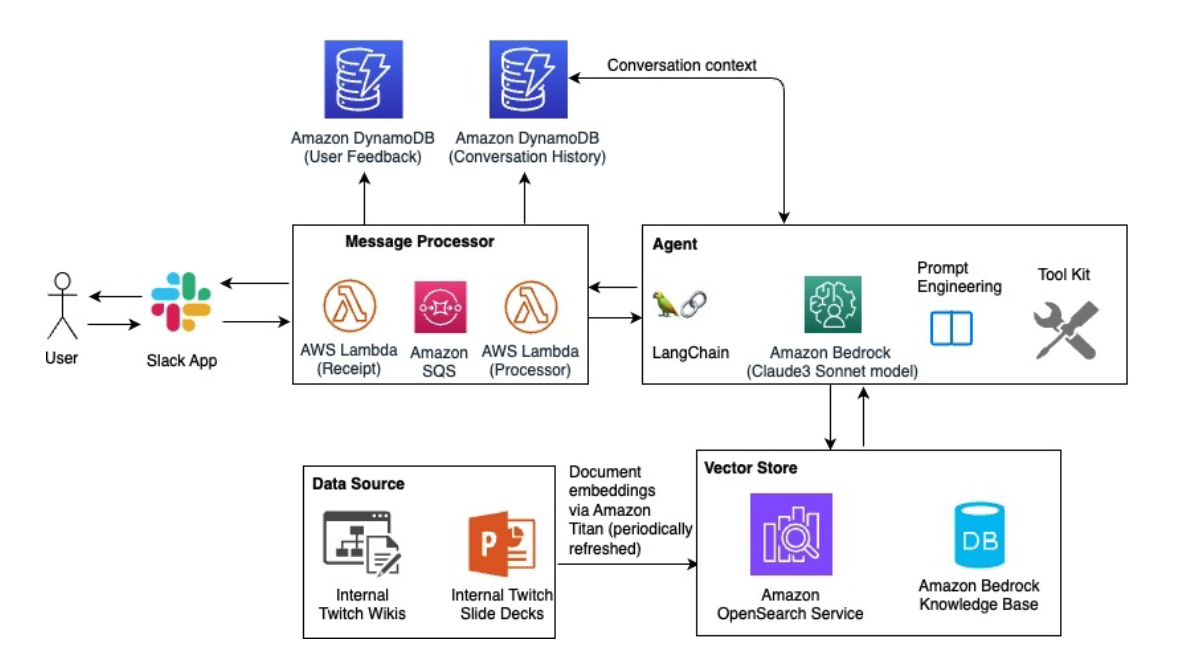 Conversation context
Amazon DynamoDB
(User Feedback)
Amazon DynamoDB
(Conversation History)
Message Processor
AWS Lambda
(Receipt)
Amazon
SQS
AWS Lambda
(Processor)
Agent
LangChain
Amazon Bedrock
(Claude3 Sonnet model)
Prompt
Engineering
Tool Kit
User
Slack App
Data Source
Internal
Twitch Wikis
P
Internal Twitch
Slide Decks
Document
embeddings
via Amazon
Titan (periodically
refreshed)
Vector Store
Amazon
OpenSearch Service
DB
Amazon Bedrock
Knowledge Base